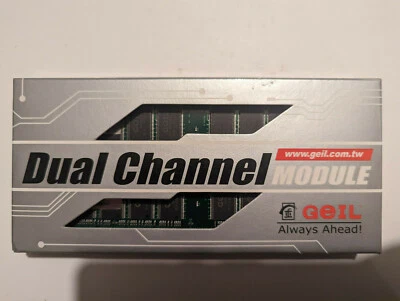 www.geil.com.tw
Dual Channel MODULE
GEIL
Always Ahead!